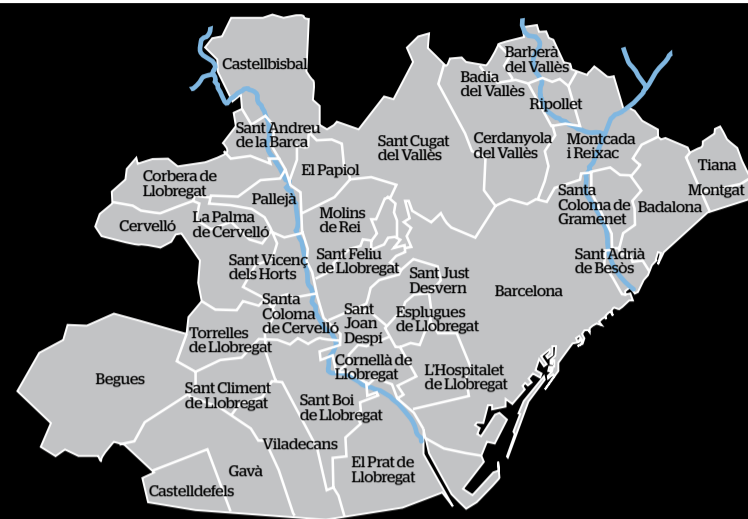 Castellbisbal
Barberà
del Vallès
Badia
del Vallès
Ripollet
Sant Andreu
de la Barca
Sant Cugat
del Vallès
Cerdanyola
del Vallès
Montcada
i Reixac
El Papiol
Tiana
Montgat
Corbera de
Llobregat
Pallejà
Santa
Coloma de
Gramenet
Badalona
Cervelló
La Palma
de Cervelló
Molins
de Rei
Sant Vicenç
dels Horts
Sant Feliu
de Llobregat
Sant Adrià
de Besòs
Sant Just
Desvern
Barcelona
Santa
Coloma
de Cervelló
Sant
Joan
Despí
Esplugues
de Llobregat
Torrelles
de Llobregat
Cornellà de
Llobregat
L'Hospitalet
de Llobregat
Begues
Sant Climent
de Llobregat
Sant Boi
de Llobregat
Viladecans
El Prat de
Llobregat
Gavà
Castelldefels